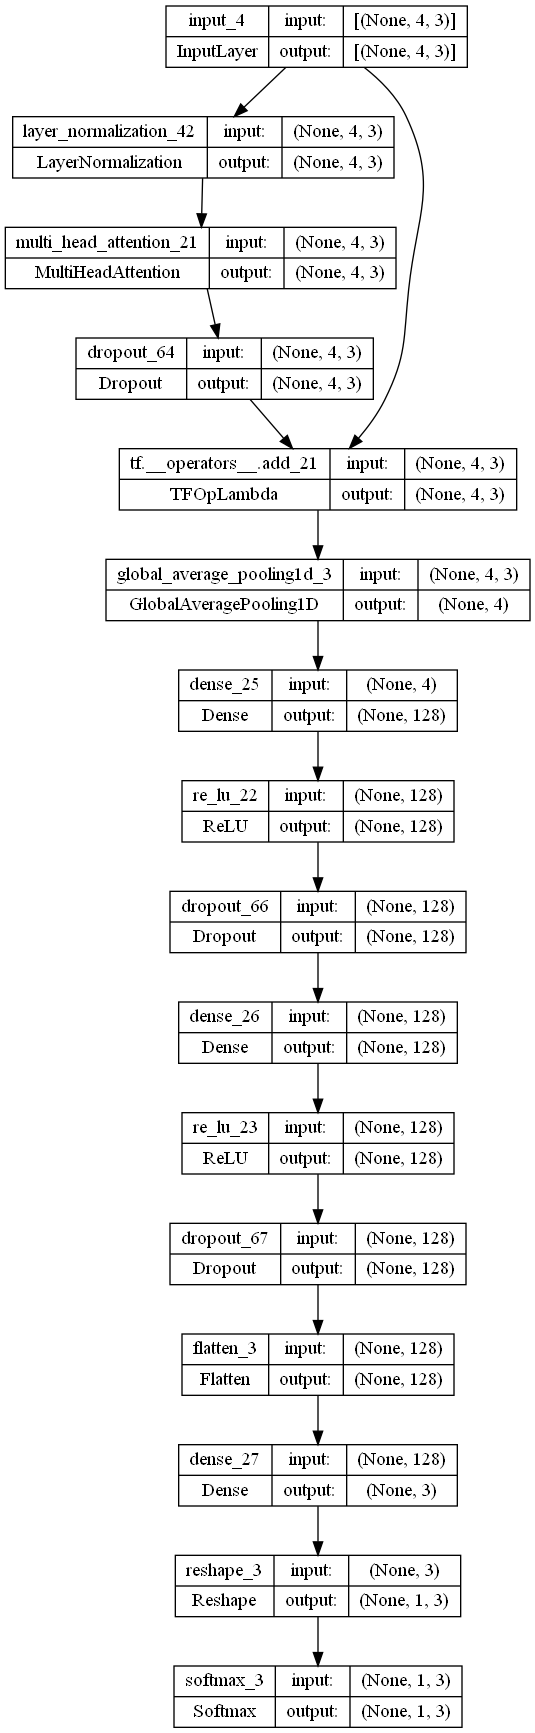 input_4 input: [(None, 4, 3)]
InputLayer output: [(None, 4, 3)]
layer_normalization_42 input: (None, 4, 3)
LayerNormalization output: (None, 4, 3)
multi_head_attention_21 input: (None, 4, 3)
MultiHeadAttention output: (None, 4, 3)
dropout_64 input: (None, 4, 3)
Dropout output: (None, 4, 3)
tf.__operators__.add_21 input: (None, 4, 3)
TFOpLambda output: (None, 4, 3)
global_average_pooling1d_3 input: (None, 4, 3)
GlobalAveragePooling1D output: (None, 4)
dense_25 input: (None, 4)
Dense output: (None, 128)
re_lu_22 input: (None, 128)
ReLU output: (None, 128)
dropout_66 input: (None, 128)
Dropout output: (None, 128)
dense_26 input: (None, 128)
Dense output: (None, 128)
re_lu_23 input: (None, 128)
ReLU output: (None, 128)
dropout_67 input: (None, 128)
Dropout output: (None, 128)
flatten_3 input: (None, 128)
Flatten output: (None, 128)
dense_27 input: (None, 128)
Dense output: (None, 3)
reshape_3 input: (None, 3)
Reshape output: (None, 1, 3)
softmax_3 input: (None, 1, 3)
Softmax output: (None, 1, 3)